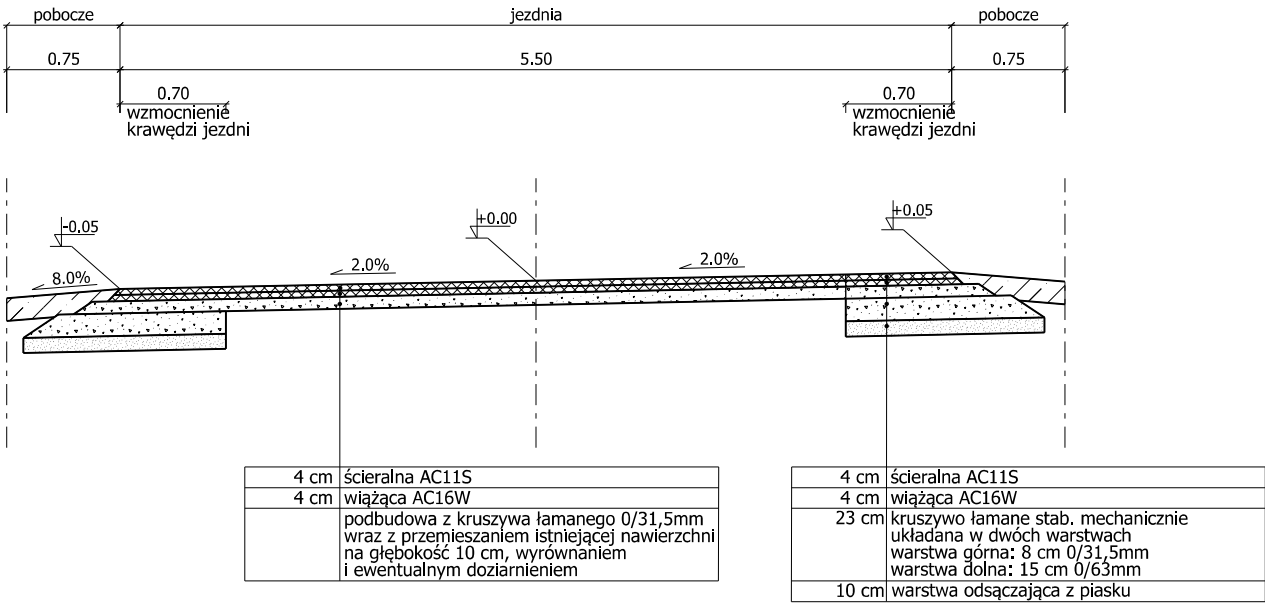 pobocze jezdnia pobocze
0.75 5.50 0.75
0.70 0.70
wzmocnienie
krawędzi jezdni
wzmocnienie
krawędzi jezdni
-0.05 +0.00 +0.05
8.0% 2.0% 2.0%
4 cm ścieralna AC11S
4 cm wiążąca AC16W
podbudowa z kruszywa łamanego 0/31,5mm
wraz z przemieszaniem istniejącej nawierzchni
na głębokość 10 cm, wyrównaniem
i ewentualnym doziarnieniem
4 cm ścieralna AC11S
4 cm wiążąca AC16W
23 cm kruszywo łamane stab. mechanicznie
układana w dwóch warstwach
warstwa górna: 8 cm 0/31,5mm
warstwa dolna: 15 cm 0/63mm
10 cm warstwa odsączająca z piasku